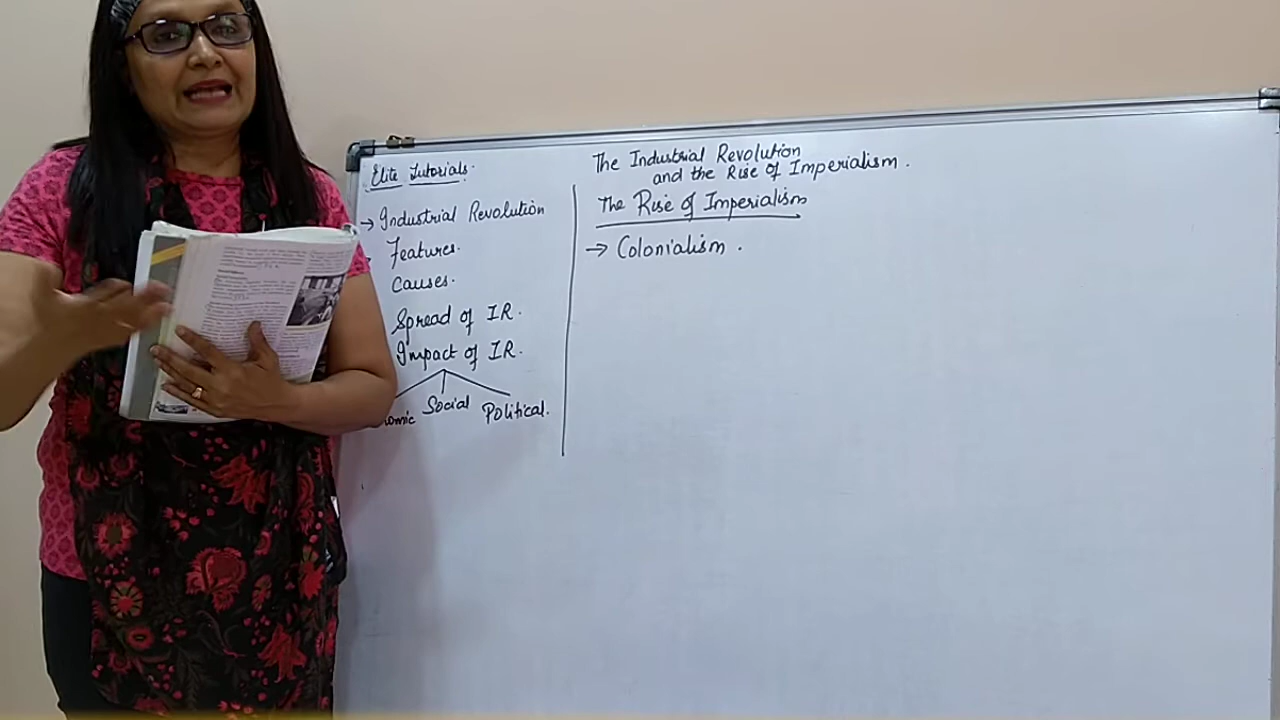 Elite Tutorials.
→ Industrial Revolution
Features.
Causes.
Spread of IR.
Impact of IR.
Social Political.
The Industrial Revolution
and the Rise of Imperialism.
The Rise of Imperialism
→ Colonialism.